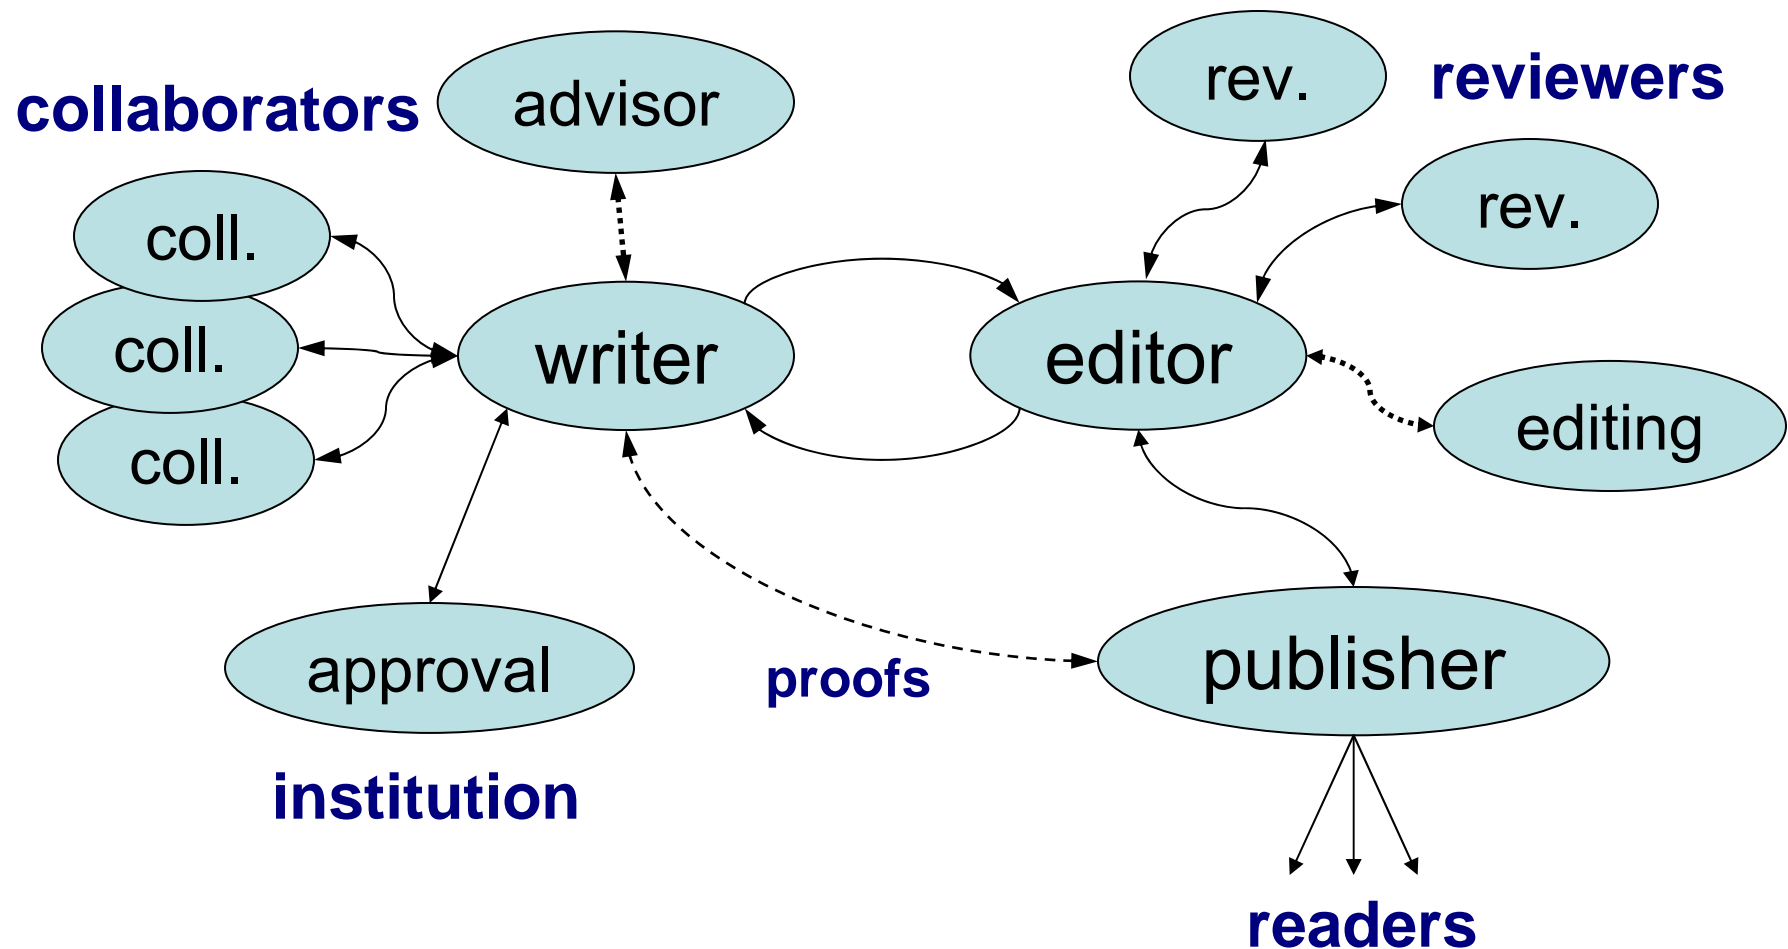 collaborators
advisor
rev.
reviewers
rev.
coll.
coll.
coll.
writer
editor
editing
approval
proofs
publisher
institution
readers